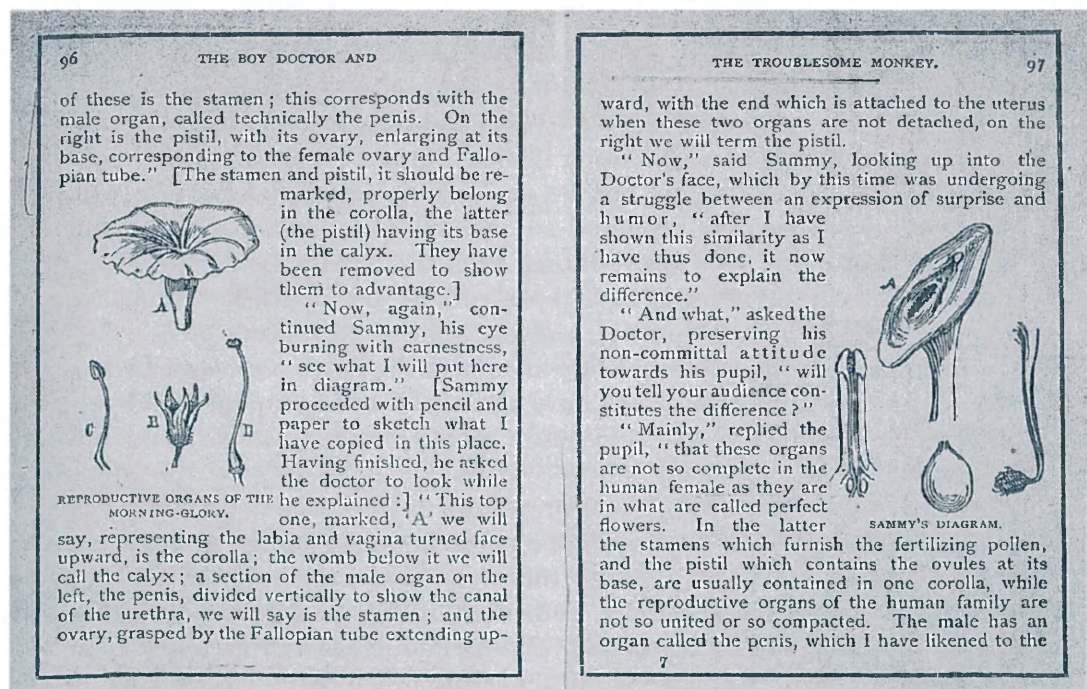 96 THE BOY DOCTOR AND
of these is the stamen; this corresponds with the
male organ, called technically the penis. On the
right is the pistil, with its ovary, enlarging at its
base, corresponding to the female ovary and Fallo-
pian tube." [The stamen and pistil, it should be re-
marked, properly belong
in the corolla, the latter
(the pistil) having its base
in the calyx. They have
been removed to show
them to advantage.]
"Now, again," con-
tinued Sammy, his eye
burning with earnestness,
"see what I will put here
in diagram." [Sammy
proceeded with pencil and
paper to sketch what I
have copied in this place.
Having finished, he asked
the doctor to look while
he explained:] "This top
one, marked, 'A' we will
A
B
C
D
REPRODUCTIVE ORGANS OF THE
MORNING-GLORY.
say, representing the labia and vagina turned face
upward, is the corolla; the womb below it we will
call the calyx; a section of the male organ on the
left, the penis, divided vertically to show the canal
of the urethra, we will say is the stamen; and the
ovary, grasped by the Fallopian tube extending up-
THE TROUBLESOME MONKEY. 97
ward, with the end which is attached to the uterus
when these two organs are not detached, on the
right we will term the pistil.
"Now," said Sammy, looking up into the
Doctor's face, which by this time was undergoing
a struggle between an expression of surprise and
humor, "after I have
shown this similarity as I
have thus done, it now
remains to explain the
difference."
"And what," asked the
Doctor, preserving his
non-committal attitude
towards his pupil, "will
you tell your audience con-
stitutes the difference?"
"Mainly," replied the
pupil, "that these organs
are not so complete in the
human female as they are
in what are called perfect
flowers. In the latter
A
SAMMY'S DIAGRAM.
the stamens which furnish the fertilizing pollen,
and the pistil which contains the ovules at its
base, are usually contained in one corolla, while
the reproductive organs of the human family are
not so united or so compacted. The male has an
organ called the penis, which I have likened to the
7